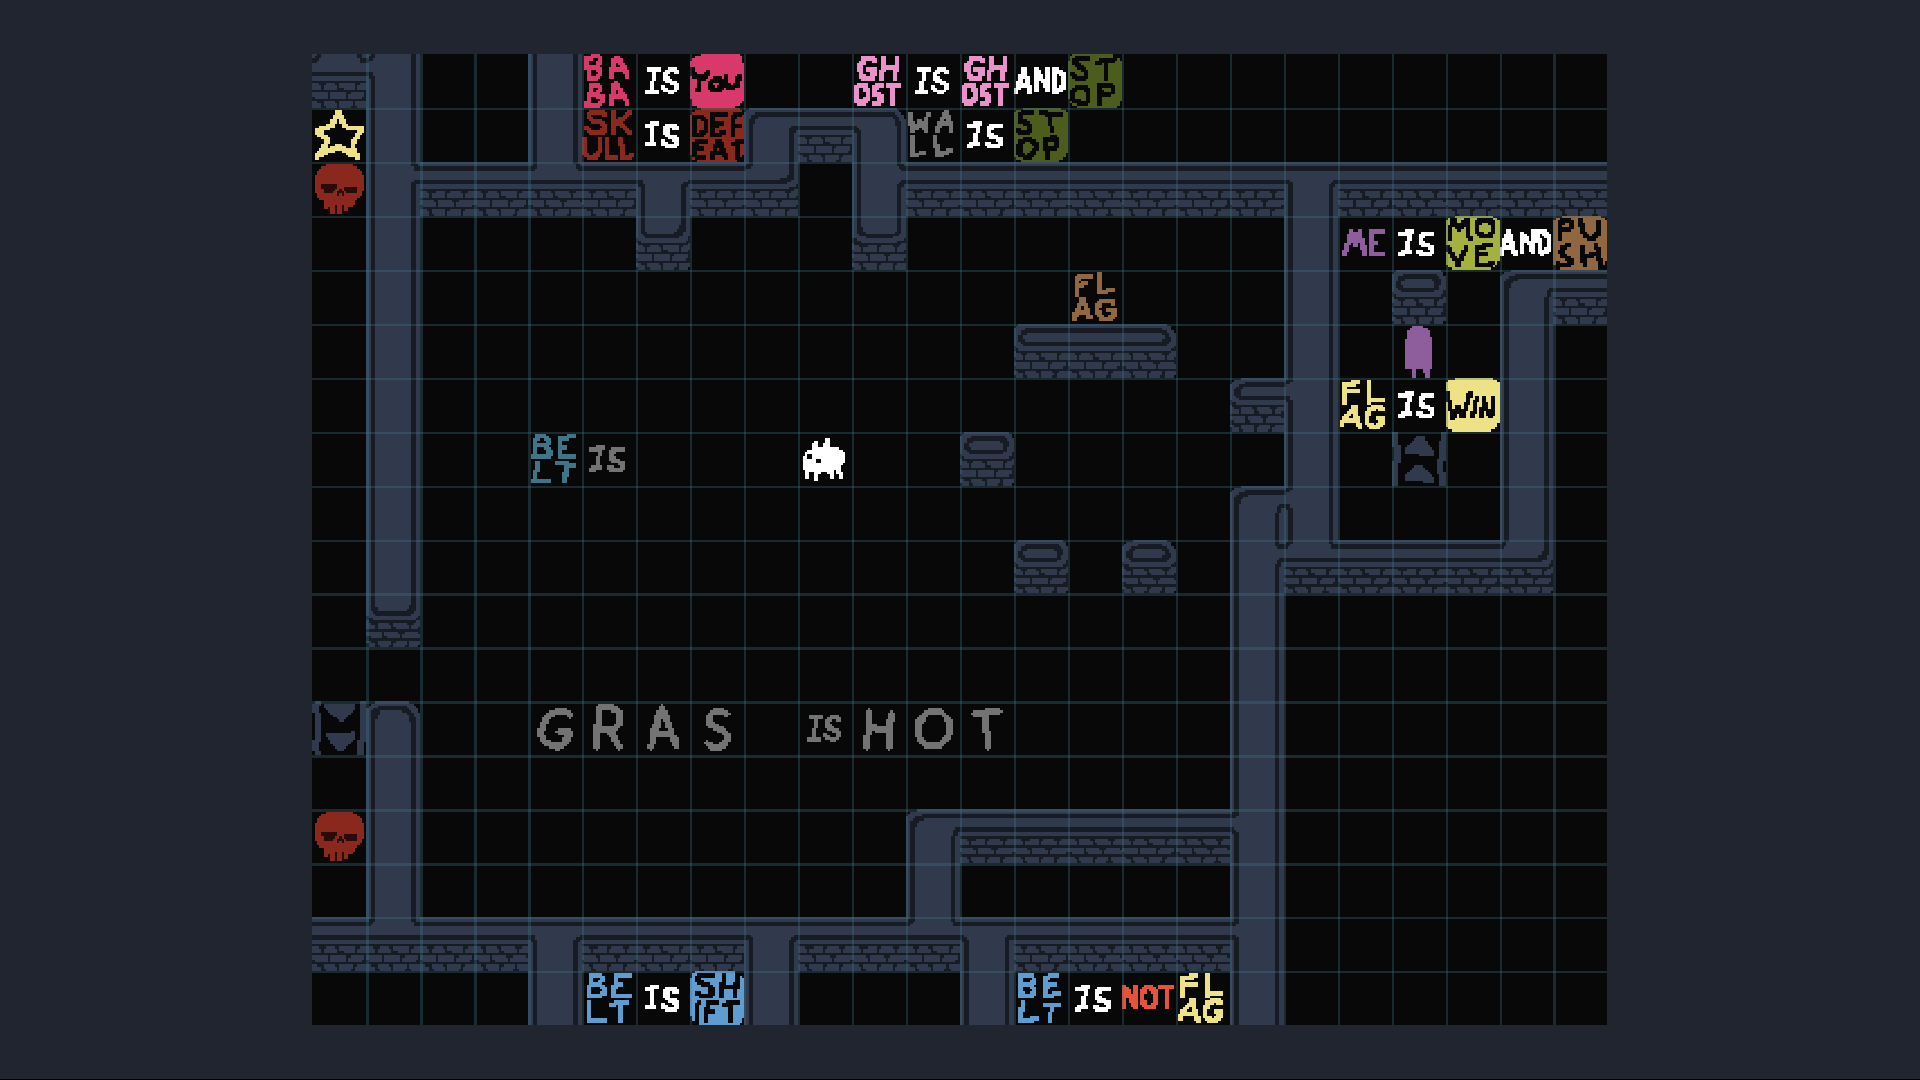 BABA IS YOU GHOST IS GHOST AND STOP
SKULL IS DEFEAT WALL IS STOP
ME IS MOVE AND PUSH
FLAG
FLAG IS WIN
BELT IS
GRAS IS HOT
BELT IS SHIFT BELT IS NOT FLAG